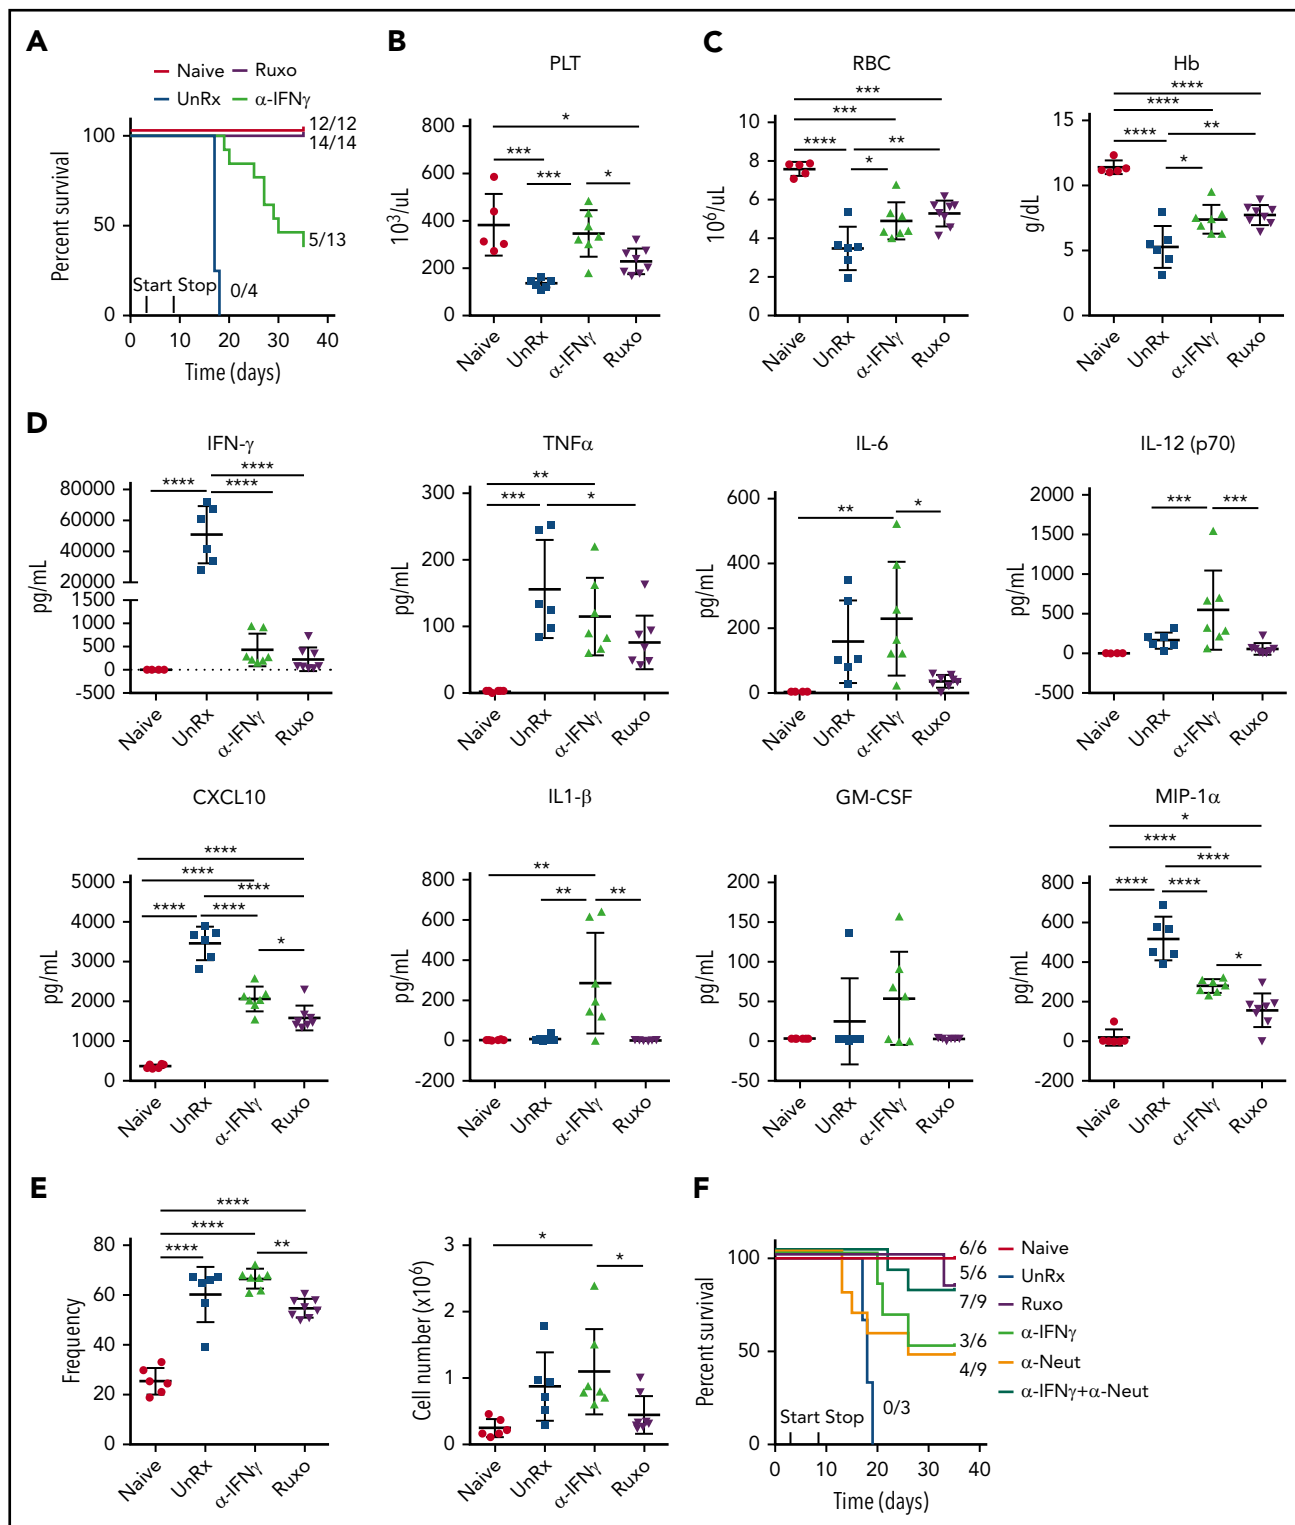 A
Naive
Ruxo
UnRx
α-IFNγ
Percent survival
100
50
0
12/12
14/14
5/13
0/4
Start Stop
0 10 20 30 40
Time (days)
B
PLT
10³/uL
800
600
400
200
0
*
***
*** *
Naive UnRx α-IFNγ Ruxo
C
RBC
10⁶/uL
10
8
6
4
2
0
***
***
**** **
*
Naive UnRx α-IFNγ Ruxo
Hb
g/dL
15
10
5
0
****
****
**** **
*
Naive UnRx α-IFNγ Ruxo
D
IFN-γ
pg/mL
80000
60000
40000
20000
1500
1000
500
0
-500
****
**** ****
Naive UnRx α-IFNγ Ruxo
TNFα
pg/mL
300
200
100
0
**
*** *
Naive UnRx α-IFNγ Ruxo
IL-6
pg/mL
600
400
200
0
** *
Naive UnRx α-IFNγ Ruxo
IL-12 (p70)
pg/mL
2000
1500
1000
500
0
-500
*** ***
Naive UnRx α-IFNγ Ruxo
CXCL10
pg/mL
5000
4000
3000
2000
1000
0
****
****
****
**** ****
*
Naive UnRx α-IFNγ Ruxo
IL1-β
pg/mL
800
600
400
200
0
-200
**
** **
Naive UnRx α-IFNγ Ruxo
GM-CSF
pg/mL
200
150
100
50
0
-50
Naive UnRx α-IFNγ Ruxo
MIP-1α
pg/mL
800
600
400
200
0
-200
*
****
****
**** ****
*
Naive UnRx α-IFNγ Ruxo
E
Frequency
80
60
40
20
0
****
****
**** **
Naive UnRx α-IFNγ Ruxo
Cell number (x10⁶)
3
2
1
0
*
*
Naive UnRx α-IFNγ Ruxo
F
Percent survival
100
50
0
6/6
5/6
7/9
3/6
4/9
0/3
Start Stop
0 10 20 30 40
Time (days)
Naive
UnRx
Ruxo
α-IFNγ
α-Neut
α-IFNγ+α-Neut